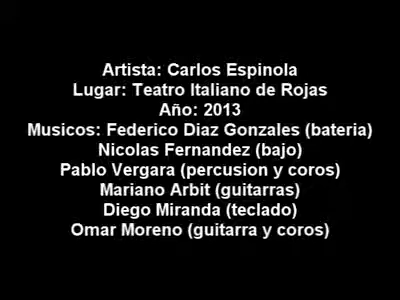 Artista: Carlos Espinola
Lugar: Teatro Italiano de Rojas
Año: 2013
Musicos: Federico Diaz Gonzales (bateria)
Nicolas Fernandez (bajo)
Pablo Vergara (percusion y coros)
Mariano Arbit (guitarras)
Diego Miranda (teclado)
Omar Moreno (guitarra y coros)